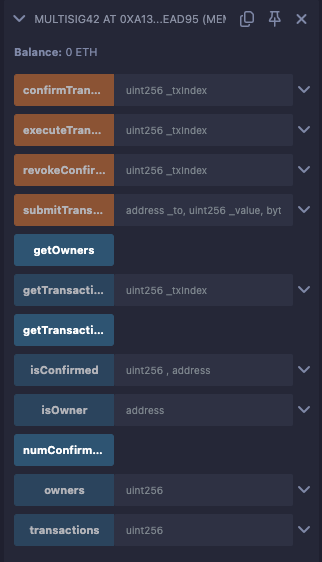 MULTISIG42 AT 0XA13...EAD95 (MEM
Balance: 0 ETH
confirmTran... uint256 _txIndex
executeTran... uint256 _txIndex
revokeConfir... uint256 _txIndex
submitTrans... address _to, uint256 _value, byt
getOwners
getTransacti... uint256 _txIndex
getTransacti...
isConfirmed uint256 , address
isOwner address
numConfirm...
owners uint256
transactions uint256